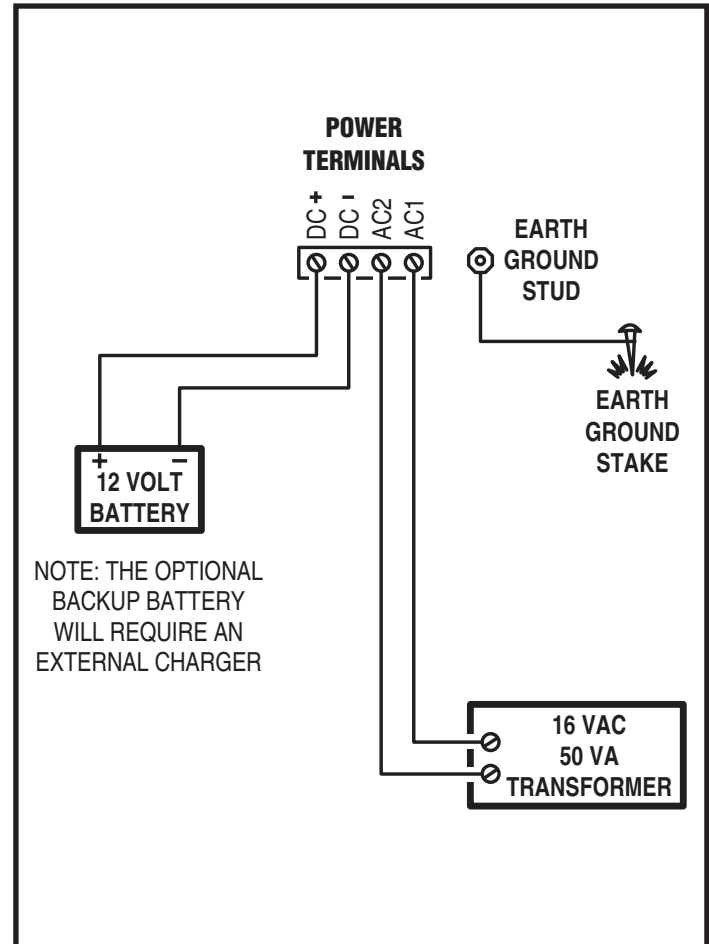 POWER
TERMINALS
DC +
DC −
AC2
AC1
EARTH
GROUND
STUD
EARTH
GROUND
STAKE
+ −
12 VOLT
BATTERY
NOTE: THE OPTIONAL
BACKUP BATTERY
WILL REQUIRE AN
EXTERNAL CHARGER
16 VAC
50 VA
TRANSFORMER